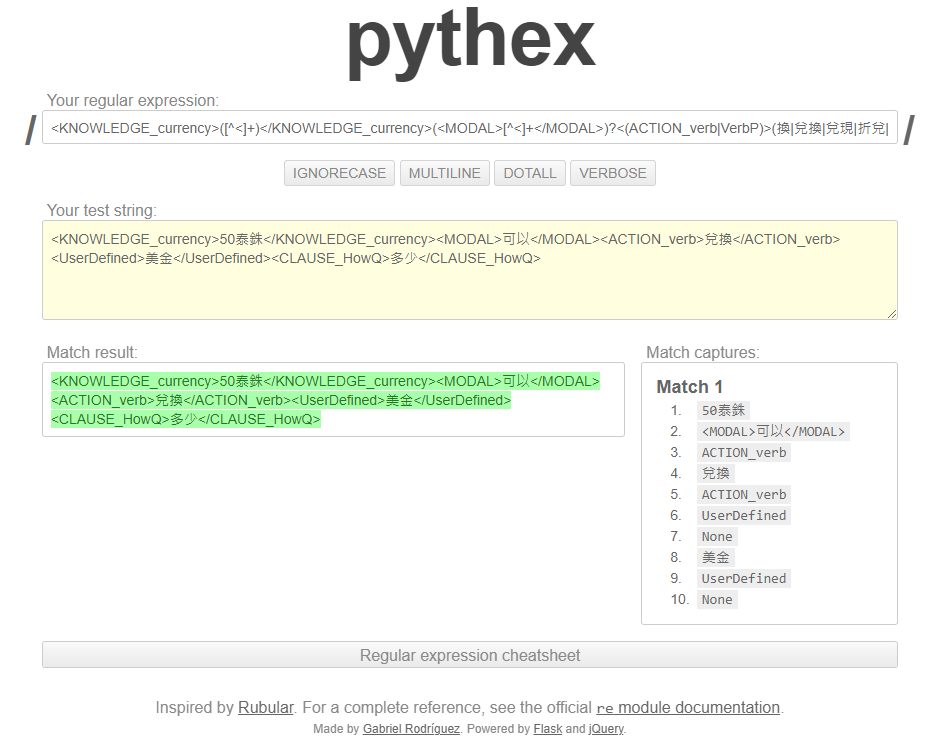 pythex
Your regular expression:
/ <KNOWLEDGE_currency>([^<]+)</KNOWLEDGE_currency>(<MODAL>[^<]+</MODAL>)?<(ACTION_verb|VerbP)>(換|兌換|兌現|折兌| /
IGNORECASE MULTILINE DOTALL VERBOSE
Your test string:
<KNOWLEDGE_currency>50泰銖</KNOWLEDGE_currency><MODAL>可以</MODAL><ACTION_verb>兌換</ACTION_verb>
<UserDefined>美金</UserDefined><CLAUSE_HowQ>多少</CLAUSE_HowQ>
Match result:
<KNOWLEDGE_currency>50泰銖</KNOWLEDGE_currency><MODAL>可以</MODAL>
<ACTION_verb>兌換</ACTION_verb><UserDefined>美金</UserDefined>
<CLAUSE_HowQ>多少</CLAUSE_HowQ>
Match captures:
Match 1
1. 50泰銖
2. <MODAL>可以</MODAL>
3. ACTION_verb
4. 兌換
5. ACTION_verb
6. UserDefined
7. None
8. 美金
9. UserDefined
10. None
Regular expression cheatsheet
Inspired by Rubular. For a complete reference, see the official re module documentation.
Made by Gabriel Rodríguez. Powered by Flask and jQuery.